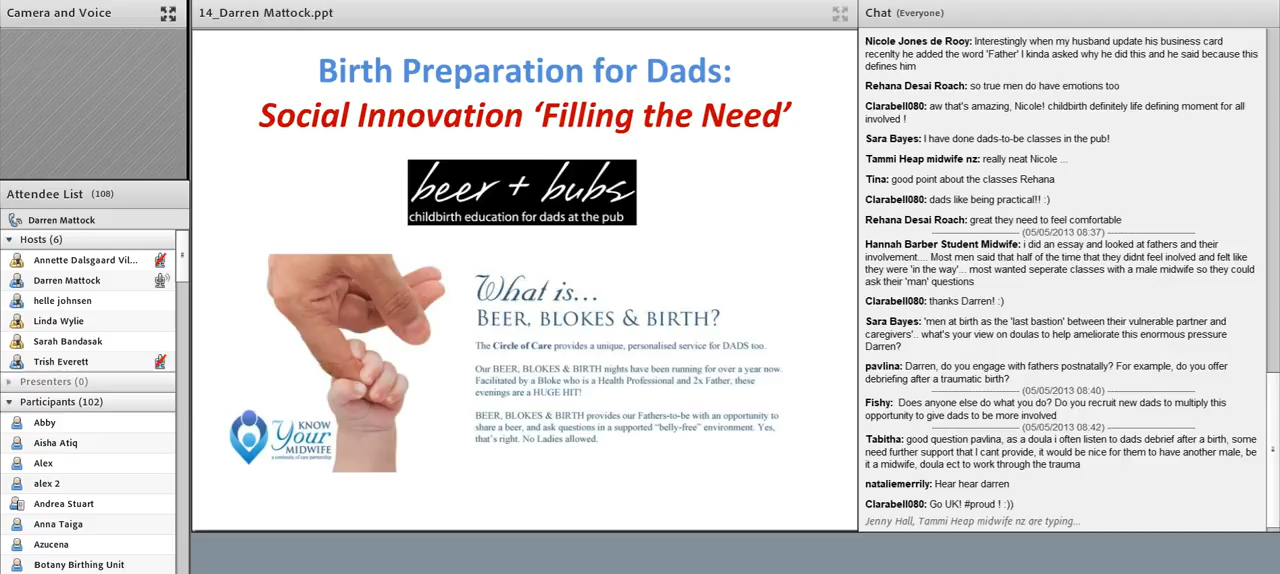 Camera and Voice
Attendee List (108)
Darren Mattock
Hosts (6)
Annette Dalsgaard Vil...
Darren Mattock
helle johnsen
Linda Wylie
Sarah Bandasak
Trish Everett
Presenters (0)
Participants (102)
Abby
Aisha Atiq
Alex
alex 2
Andrea Stuart
Anna Taiga
Azucena
Botany Birthing Unit
14_Darren Mattock.ppt
Birth Preparation for Dads:
Social Innovation ‘Filling the Need’
beer + bubs
childbirth education for dads at the pub
What is...
BEER, BLOKES & BIRTH?
The Circle of Care provides a unique, personalised service for DADS too.
Our BEER, BLOKES & BIRTH nights have been running for over a year now.
Facilitated by a Bloke who is a Health Professional and 2x Father, these
evenings are a HUGE HIT!
BEER, BLOKES & BIRTH provides our Fathers-to-be with an opportunity to
share a beer, and ask questions in a supported “belly-free” environment. Yes,
that's right. No Ladies allowed.
KNOW
Your
MIDWIFE
a continuity of care partnership
Chat (Everyone)
Nicole Jones de Rooy: Interestingly when my husband update his business card
recenlty he added the word 'Father' I kinda asked why he did this and he said because this
defines him
Rehana Desai Roach: so true men do have emotions too
Clarabell080: aw that's amazing, Nicole! childbirth definitely life defining moment for all
involved !
Sara Bayes: I have done dads-to-be classes in the pub!
Tammi Heap midwife nz: really neat Nicole ...
Tina: good point about the classes Rehana
Clarabell080: dads like being practical!! :)
Rehana Desai Roach: great they need to feel comfortable
(05/05/2013 08:37)
Hannah Barber Student Midwife: i did an essay and looked at fathers and their
involvement.... Most men said that half of the time that they didnt feel inolved and felt like
they were 'in the way'... most wanted seperate classes with a male midwife so they could
ask their 'man' questions
Clarabell080: thanks Darren! :)
Sara Bayes: 'men at birth as the 'last bastion' between their vulnerable partner and
caregivers'.. what's your view on doulas to help ameliorate this enormous pressure
Darren?
pavlina: Darren, do you engage with fathers postnatally? For example, do you offer
debriefing after a traumatic birth?
(05/05/2013 08:40)
Fishy: Does anyone else do what you do? Do you recruit new dads to multiply this
opportunity to give dads to be more involved
(05/05/2013 08:42)
Tabitha: good question pavlina, as a doula i often listen to dads debrief after a birth, some
need further support that I cant provide, it would be nice for them to have another male, be
it a midwife, doula ect to work through the trauma
nataliemerrily: Hear hear darren
Clarabell080: Go UK! #proud ! :))
Jenny Hall, Tammi Heap midwife nz are typing...